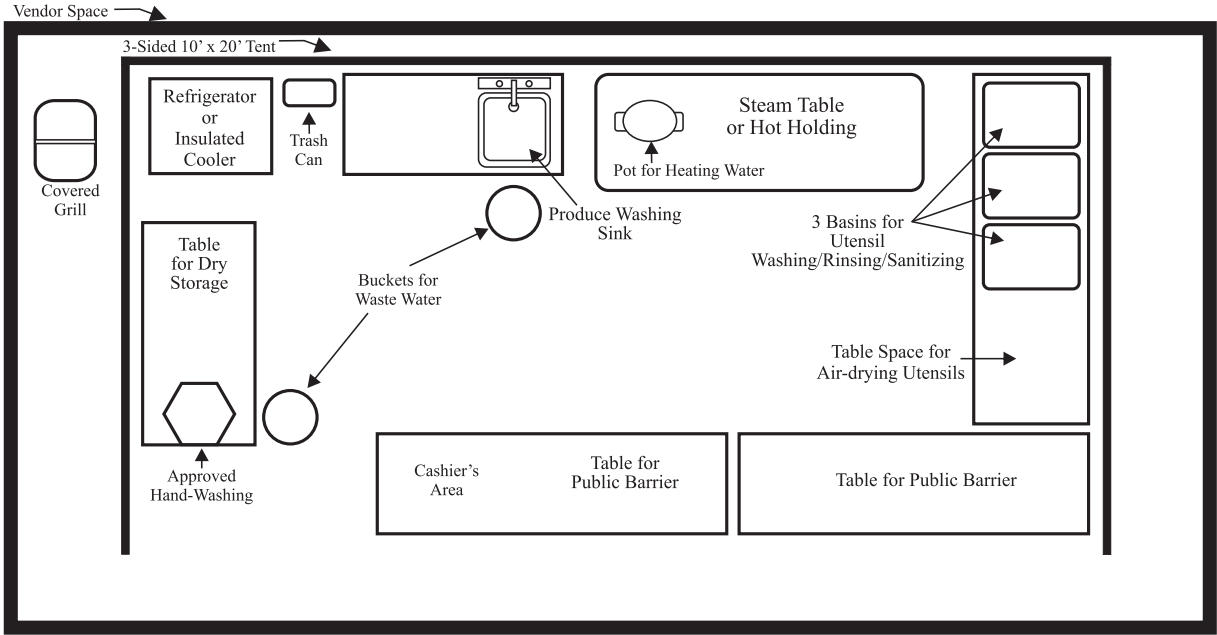 Vendor Space
3-Sided 10’ x 20’ Tent
Refrigerator
or
Insulated
Cooler
Trash
Can
Steam Table
or Hot Holding
Pot for Heating Water
Covered
Grill
Produce Washing
Sink
3 Basins for
Utensil
Washing/Rinsing/Sanitizing
Table
for Dry
Storage
Buckets for
Waste Water
Table Space for
Air-drying Utensils
Approved
Hand-Washing
Cashier’s
Area
Table for
Public Barrier
Table for Public Barrier